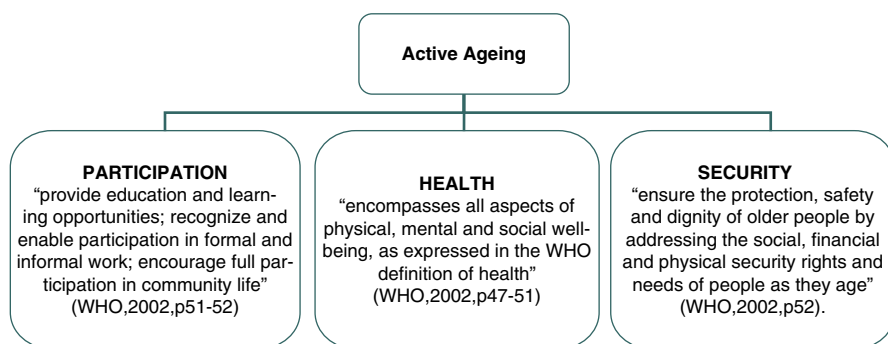 Active Ageing
PARTICIPATION
“provide education and learn-
ing opportunities; recognize and
enable participation in formal and
informal work; encourage full par-
ticipation in community life”
(WHO,2002,p51-52)
HEALTH
“encompasses all aspects of
physical, mental and social well-
being, as expressed in the WHO
definition of health”
(WHO,2002,p47-51)
SECURITY
“ensure the protection, safety
and dignity of older people by
addressing the social, financial
and physical security rights and
needs of people as they age”
(WHO,2002,p52).